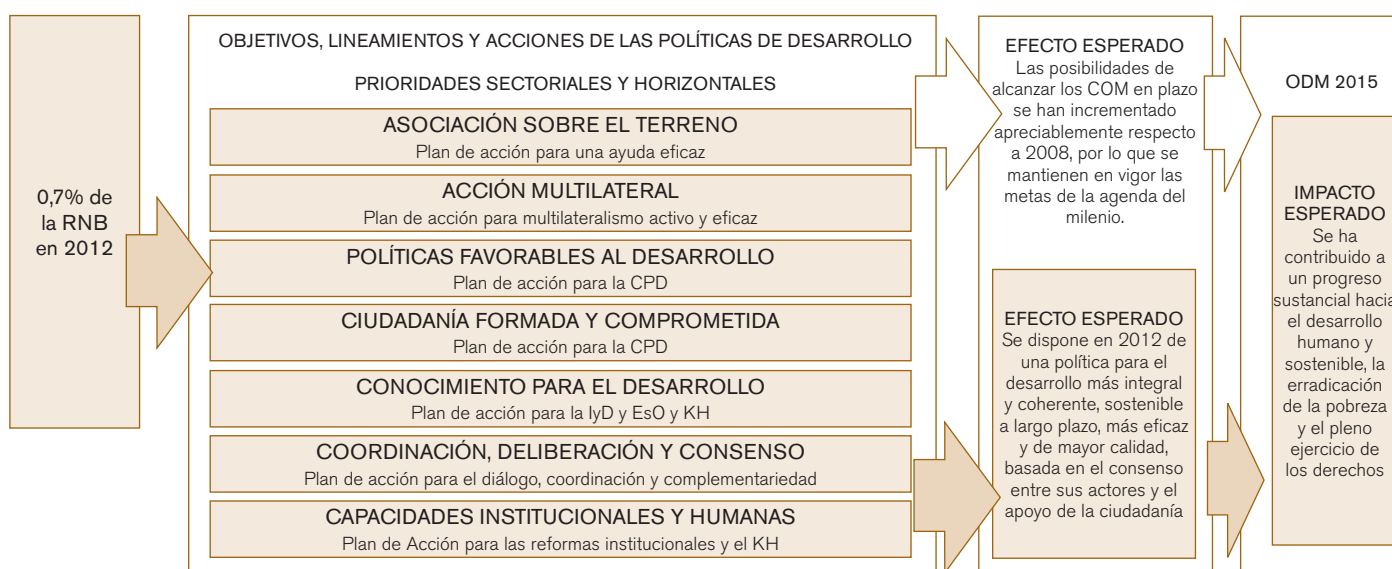 0,7% de
la RNB
en 2012
OBJETIVOS, LINEAMIENTOS Y ACCIONES DE LAS POLÍTICAS DE DESARROLLO
PRIORIDADES SECTORIALES Y HORIZONTALES
ASOCIACIÓN SOBRE EL TERRENO
Plan de acción para una ayuda eficaz
ACCIÓN MULTILATERAL
Plan de acción para multilateralismo activo y eficaz
POLÍTICAS FAVORABLES AL DESARROLLO
Plan de acción para la CPD
CIUDADANÍA FORMADA Y COMPROMETIDA
Plan de acción para la CPD
CONOCIMIENTO PARA EL DESARROLLO
Plan de acción para la IyD y EsO y KH
COORDINACIÓN, DELIBERACIÓN Y CONSENSO
Plan de acción para el diálogo, coordinación y complementariedad
CAPACIDADES INSTITUCIONALES Y HUMANAS
Plan de Acción para las reformas institucionales y el KH
EFECTO ESPERADO
Las posibilidades de
alcanzar los COM en plazo
se han incrementado
apreciablemente respecto
a 2008, por lo que se
mantienen en vigor las
metas de la agenda del
milenio.
EFECTO ESPERADO
Se dispone en 2012 de
una política para el
desarrollo más integral
y coherente, sostenible
a largo plazo, más eficaz
y de mayor calidad,
basada en el consenso
entre sus actores y el
apoyo de la ciudadanía
ODM 2015
IMPACTO
ESPERADO
Se ha
contribuido a
un progreso
sustancial hacia
el desarrollo
humano y
sostenible, la
erradicación
de la pobreza
y el pleno
ejercicio de
los derechos